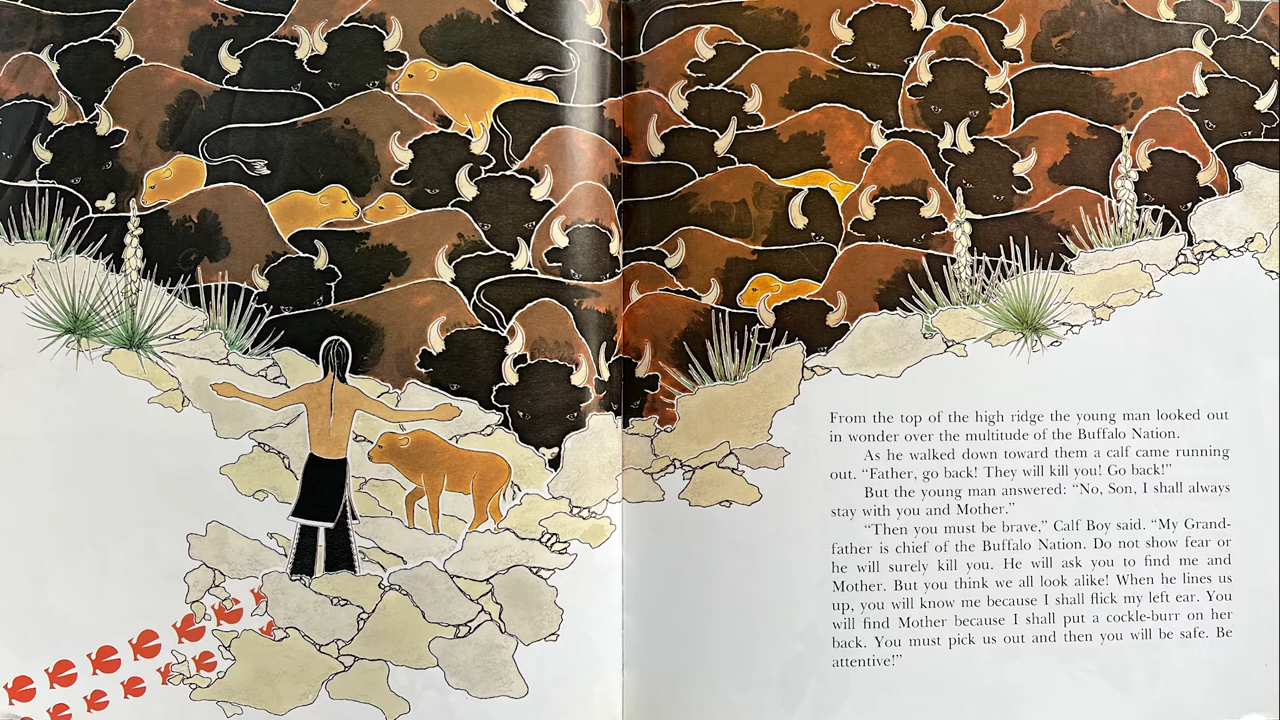 From the top of the high ridge the young man looked out
in wonder over the multitude of the Buffalo Nation.
As he walked down toward them a calf came running
out. “Father, go back! They will kill you! Go back!”
But the young man answered: “No, Son, I shall always
stay with you and Mother.”
“Then you must be brave,” Calf Boy said. “My Grand-
father is chief of the Buffalo Nation. Do not show fear or
he will surely kill you. He will ask you to find me and
Mother. But you think we all look alike! When he lines us
up, you will know me because I shall flick my left ear. You
will find Mother because I shall put a cockle-burr on her
back. You must pick us out and then you will be safe. Be
attentive!”